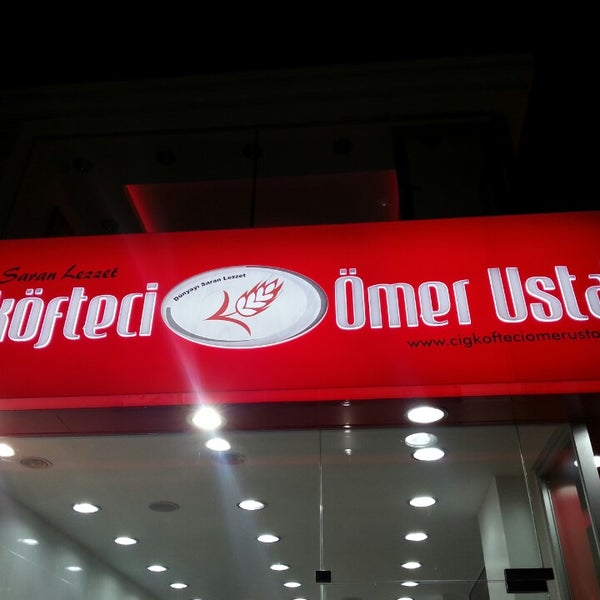 Saran Lezzet
köfteci
Dünyayı Saran Lezzet
Ömer Usta
www.cigkofteciomerusta